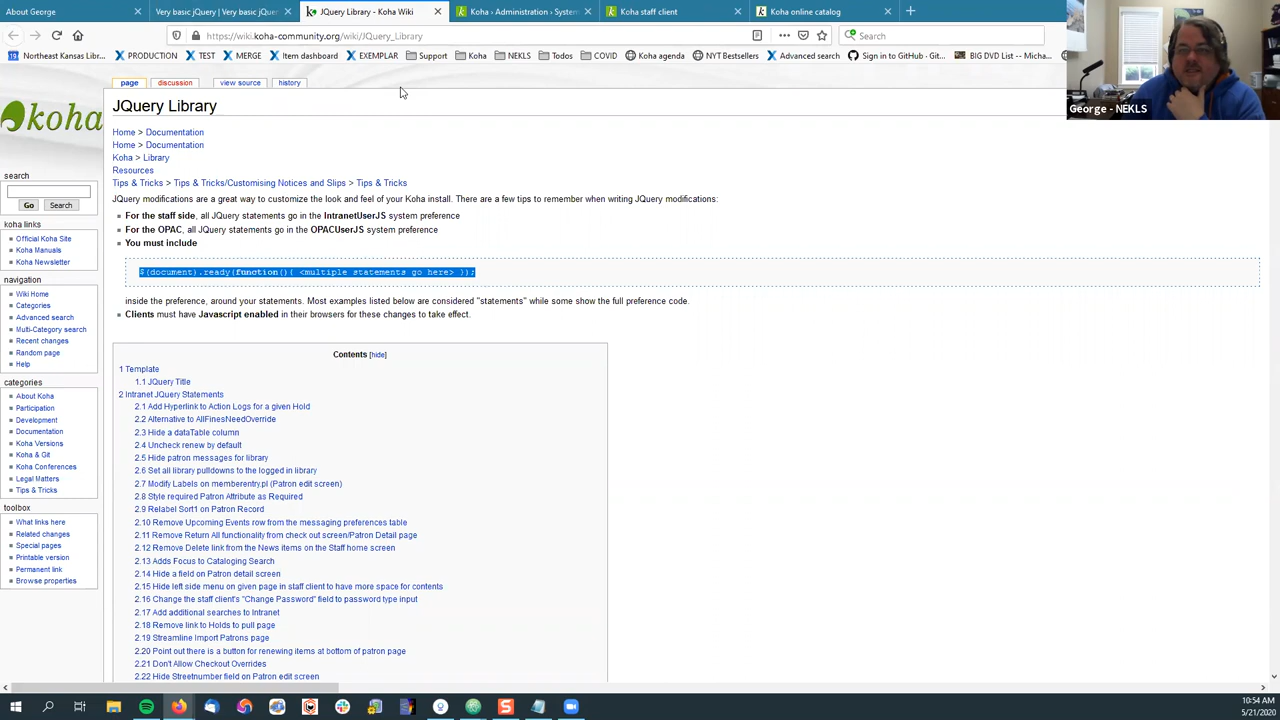 About George
Very basic jQuery | Very basic jQue
JQuery Library - Koha Wiki
Koha › Administration › System
Koha staff client
Koha online catalog
https://wiki.koha-community.org/wiki/JQuery_Library
Search
Northeast Kansas Libr...
PRODUCTION
TEST
MERGE
Item dashboard
EXEMPLAR
Support
Koha
NEKLS
Todos
COVID
Koha agenda
NYT Bestsellers
Advanced search
Sign in to GitHub · Git...
BIG DVD List -- Micha...
George - NEKLS
page
discussion
view source
history
koha
JQuery Library
Home > Documentation
Home > Documentation
Koha > Library
Resources
Tips & Tricks > Tips & Tricks/Customising Notices and Slips > Tips & Tricks
JQuery modifications are a great way to customize the look and feel of your Koha install. There are a few tips to remember when writing JQuery modifications:
For the staff side, all JQuery statements go in the IntranetUserJS system preference
For the OPAC, all JQuery statements go in the OPACUserJS system preference
You must include
$(document).ready(function(){ <multiple statements go here> });
inside the preference, around your statements. Most examples listed below are considered "statements" while some show the full preference code.
Clients must have Javascript enabled in their browsers for these changes to take effect.
search
Go
Search
koha links
Official Koha Site
Koha Manuals
Koha Newsletter
navigation
Wiki Home
Categories
Advanced search
Multi-Category search
Recent changes
Random page
Help
categories
About Koha
Participation
Development
Documentation
Koha Versions
Koha & Git
Koha Conferences
Legal Matters
Tips & Tricks
toolbox
What links here
Related changes
Special pages
Printable version
Permanent link
Browse properties
Contents [hide]
1 Template
1.1 JQuery Title
2 Intranet JQuery Statements
2.1 Add Hyperlink to Action Logs for a given Hold
2.2 Alternative to AllFinesNeedOverride
2.3 Hide a dataTable column
2.4 Uncheck renew by default
2.5 Hide patron messages for library
2.6 Set all library pulldowns to the logged in library
2.7 Modify Labels on memberentry.pl (Patron edit screen)
2.8 Style required Patron Attribute as Required
2.9 Relabel Sort1 on Patron Record
2.10 Remove Upcoming Events row from the messaging preferences table
2.11 Remove Return All functionality from check out screen/Patron Detail page
2.12 Remove Delete link from the News items on the Staff home screen
2.13 Adds Focus to Cataloging Search
2.14 Hide a field on Patron detail screen
2.15 Hide left side menu on given page in staff client to have more space for contents
2.16 Change the staff client's "Change Password" field to password type input
2.17 Add additional searches to Intranet
2.18 Remove link to Holds to pull page
2.19 Streamline Import Patrons page
2.20 Point out there is a button for renewing items at bottom of patron page
2.21 Don't Allow Checkout Overrides
2.22 Hide Streetnumber field on Patron edit screen
10:54 AM
5/21/2020